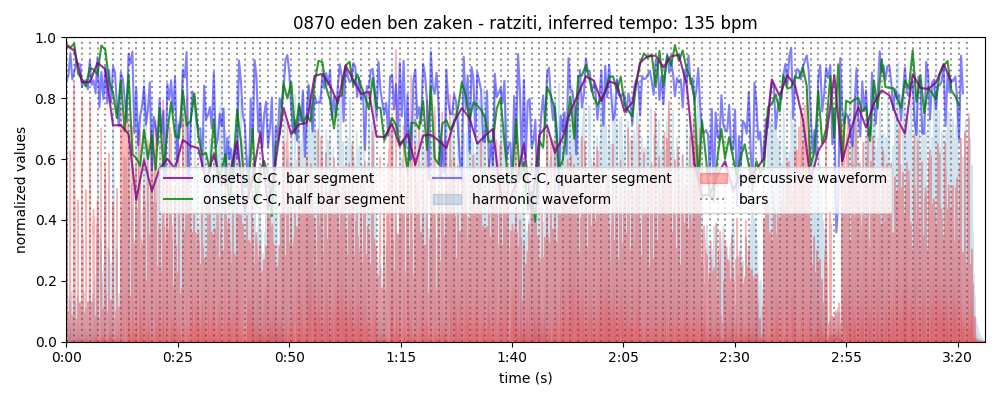 0870 eden ben zaken - ratziti, inferred tempo: 135 bpm
normalized values
1.0
0.8
0.6
0.4
0.2
0.0
onsets C-C, bar segment
onsets C-C, half bar segment
onsets C-C, quarter segment
harmonic waveform
percussive waveform
bars
0:00 0:25 0:50 1:15 1:40 2:05 2:30 2:55 3:20
time (s)